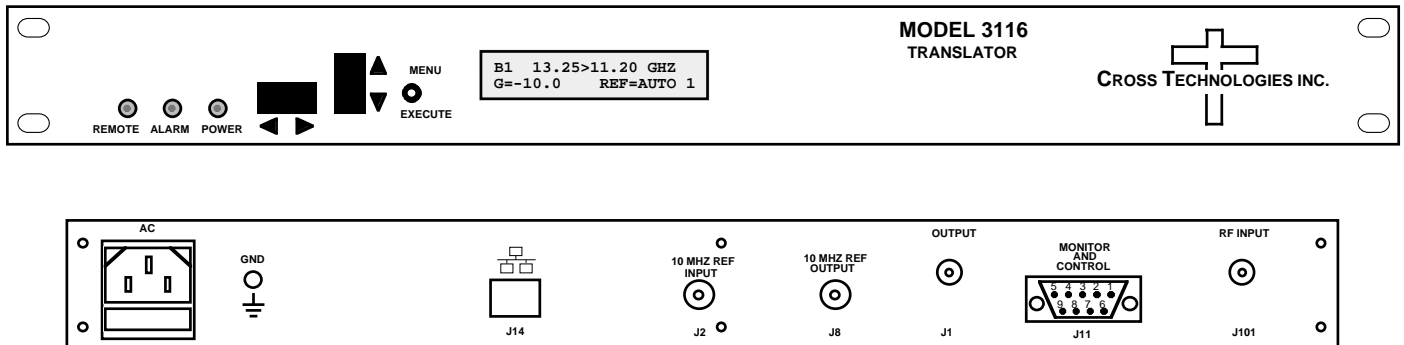 MODEL 3116
TRANSLATOR
CROSS TECHNOLOGIES INC.
MENU
EXECUTE
B1 13.25>11.20 GHZ
G=-10.0 REF=AUTO 1
REMOTE ALARM POWER
AC
GND
J14
10 MHZ REF
INPUT
J2
10 MHZ REF
OUTPUT
J8
OUTPUT
J1
MONITOR
AND
CONTROL
5 4 3 2 1
9 8 7 6
J11
RF INPUT
J101